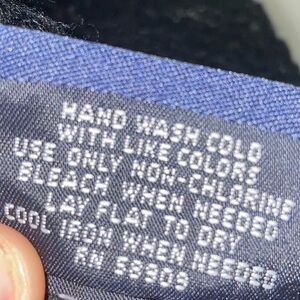 HAND WASH COLD
WITH LIKE COLORS
USE ONLY NON-CHLORINE
BLEACH WHEN NEEDED
LAY FLAT TO DRY
COOL IRON WHEN NEEDED
RN 59909